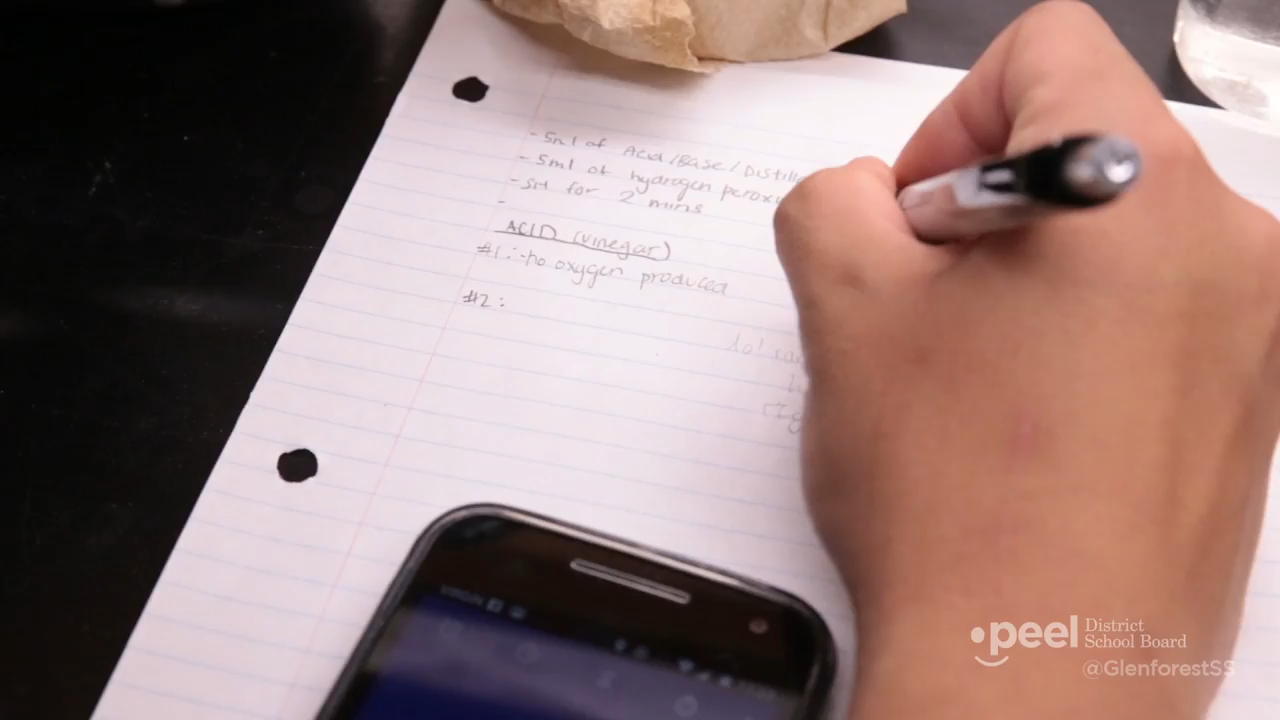 - 5ml of Acid/Base/Distille
- 5ml of hydrogen perox
- sit for 2 mins
-
ACID (vinegar)
#1: -no oxygen produced
#2:
peel District
School Board
@GlenforestSS